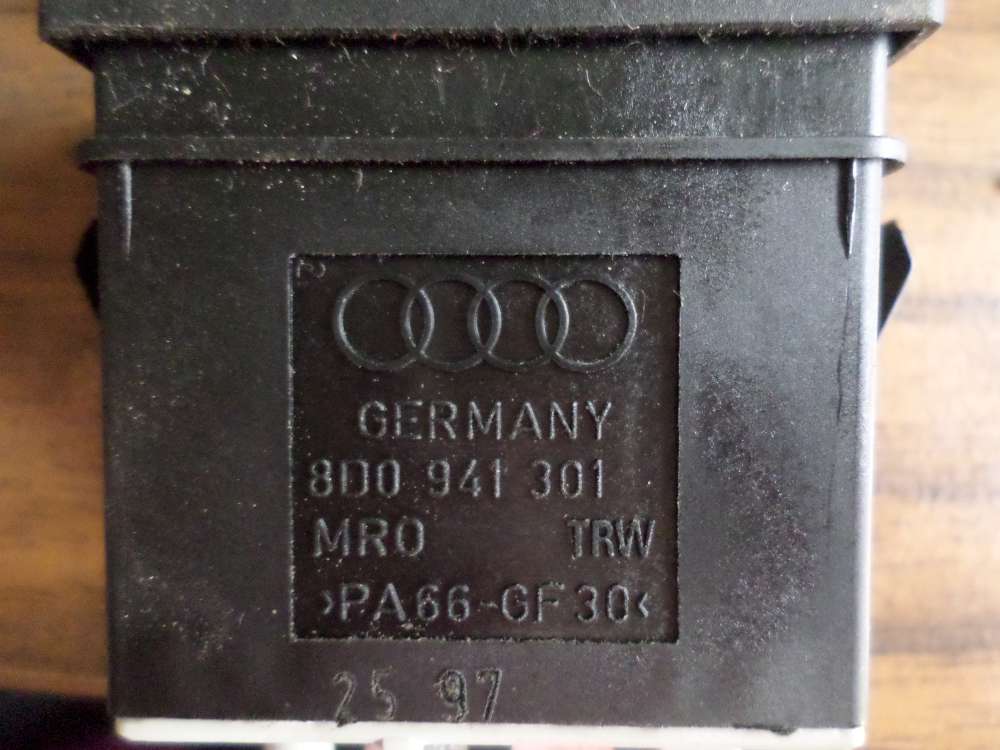 GERMANY
8D0 941 301
MRO TRW
>PA66-GF30<
25 97